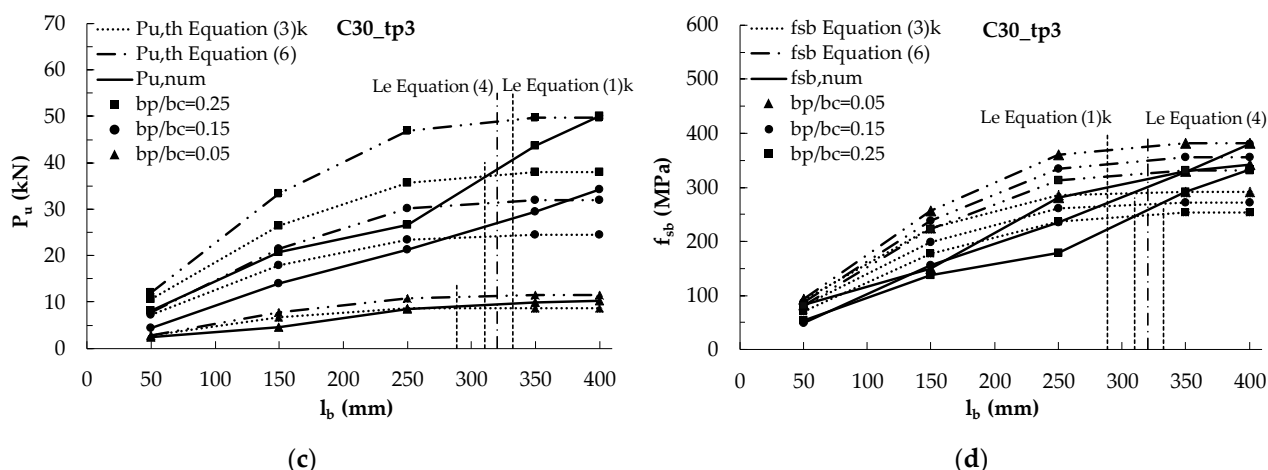 70
60
50
40
30
20
10
0
0 50 100 150 200 250 300 350 400
P_u (kN)
l_b (mm)
Pu,th Equation (3)k
Pu,th Equation (6)
Pu,num
bp/bc=0.25
bp/bc=0.15
bp/bc=0.05
C30_tp3
Le Equation (4) Le Equation (1)k
(c)
600
500
400
300
200
100
0
0 50 100 150 200 250 300 350 400
f_sb (MPa)
l_b (mm)
fsb Equation (3)k
fsb Equation (6)
fsb,num
bp/bc=0.05
bp/bc=0.15
bp/bc=0.25
C30_tp3
Le Equation (1)k Le Equation (4)
(d)